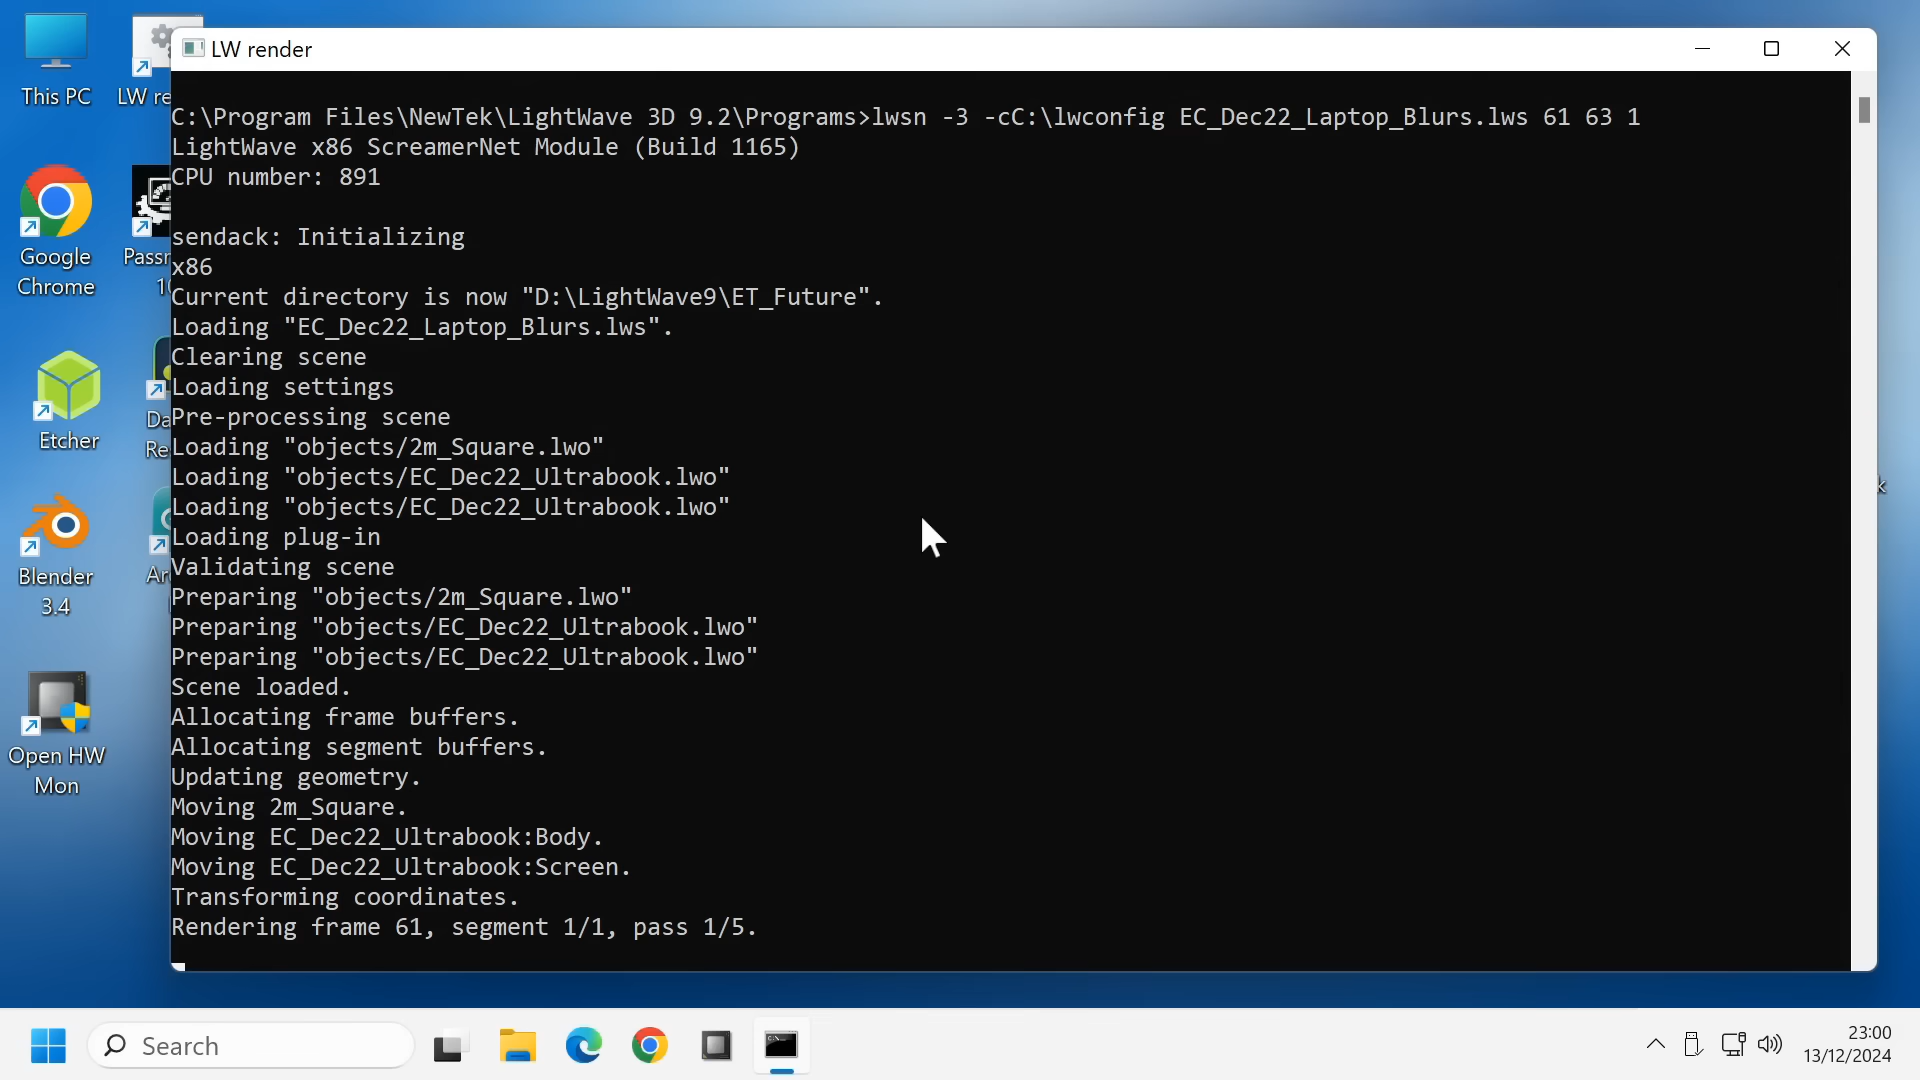 LW render
This PC
LW re
C:\Program Files\NewTek\LightWave 3D 9.2\Programs>lwsn -3 -cC:\lwconfig EC_Dec22_Laptop_Blurs.lws 61 63 1
LightWave x86 ScreamerNet Module (Build 1165)
CPU number: 891
sendack: Initializing
x86
Current directory is now "D:\LightWave9\ET_Future".
Loading "EC_Dec22_Laptop_Blurs.lws".
Clearing scene
Loading settings
Pre-processing scene
Loading "objects/2m_Square.lwo"
Loading "objects/EC_Dec22_Ultrabook.lwo"
Loading "objects/EC_Dec22_Ultrabook.lwo"
Loading plug-in
Validating scene
Preparing "objects/2m_Square.lwo"
Preparing "objects/EC_Dec22_Ultrabook.lwo"
Preparing "objects/EC_Dec22_Ultrabook.lwo"
Scene loaded.
Allocating frame buffers.
Allocating segment buffers.
Updating geometry.
Moving 2m_Square.
Moving EC_Dec22_Ultrabook:Body.
Moving EC_Dec22_Ultrabook:Screen.
Transforming coordinates.
Rendering frame 61, segment 1/1, pass 1/5.
Google
Chrome
Passr
10
Etcher
Da
Re
Blender
3.4
Ar
Open HW
Mon
k
Search
23:00
13/12/2024